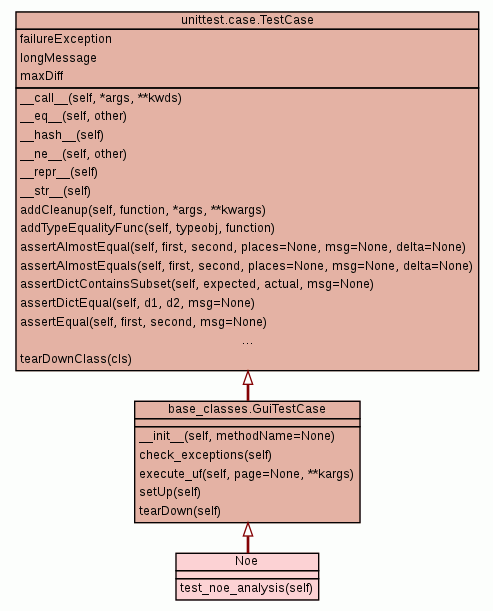 unittest.case.TestCase
failureException
longMessage
maxDiff
__call__(self, *args, **kwds)
__eq__(self, other)
__hash__(self)
__ne__(self, other)
__repr__(self)
__str__(self)
addCleanup(self, function, *args, **kwargs)
addTypeEqualityFunc(self, typeobj, function)
assertAlmostEqual(self, first, second, places=None, msg=None, delta=None)
assertAlmostEquals(self, first, second, places=None, msg=None, delta=None)
assertDictContainsSubset(self, expected, actual, msg=None)
assertDictEqual(self, d1, d2, msg=None)
assertEqual(self, first, second, msg=None)
...
tearDownClass(cls)
base_classes.GuiTestCase
__init__(self, methodName=None)
check_exceptions(self)
execute_uf(self, page=None, **kargs)
setUp(self)
tearDown(self)
Noe
test_noe_analysis(self)